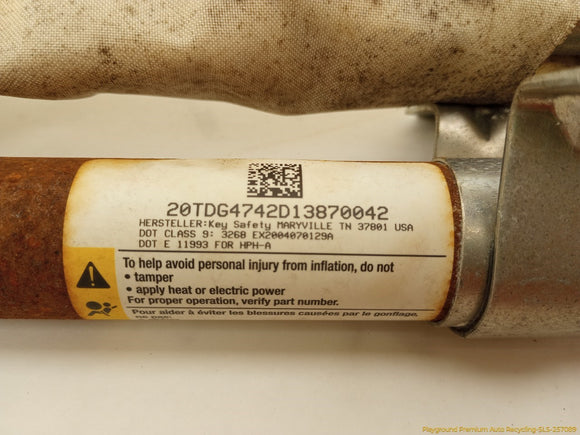 20TDG4742D13870042
HERSTELLER:Key Safety MARYVILLE TN 37801 USA
DOT CLASS 9: 3268 EX2004070129A
DOT E 11993 FOR HPH-A
To help avoid personal injury from inflation, do not
• tamper
• apply heat or electric power
For proper operation, verify part number.
Pour aider à éviter les blessures causées par le gonflage,
ne pas:
Playground Premium Auto Recycling-SLS-257089